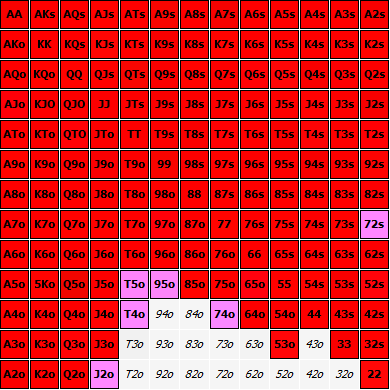 AA AKs AQs AJs ATs A9s A8s A7s A6s A5s A4s A3s A2s
AKo KK KQs KJs KTs K9s K8s K7s K6s K5s K4s K3s K2s
AQo KQo QQ QJs QTs Q9s Q8s Q7s Q6s Q5s Q4s Q3s Q2s
AJo KJO QJO JJ JTs J9s J8s J7s J6s J5s J4s J3s J2s
ATo KTo QTO JTo TT T9s T8s T7s T6s T5s T4s T3s T2s
A9o K9o Q9o J9o T9o 99 98s 97s 96s 95s 94s 93s 92s
A8o K8o Q8o J8o T8o 98o 88 87s 86s 85s 84s 83s 82s
A7o K7o Q7o J7o T7o 97o 87o 77 76s 75s 74s 73s 72s
A6o K6o Q6o J6o T6o 96o 86o 76o 66 65s 64s 63s 62s
A5o 5Ko Q5o J5o T5o 95o 85o 75o 65o 55 54s 53s 52s
A4o K4o Q4o J4o T4o 94o 84o 74o 64o 54o 44 43s 42s
A3o K3o Q3o J3o T3o 93o 83o 73o 63o 53o 43o 33 32s
A2o K2o Q2o J2o T2o 92o 82o 72o 62o 52o 42o 32o 22